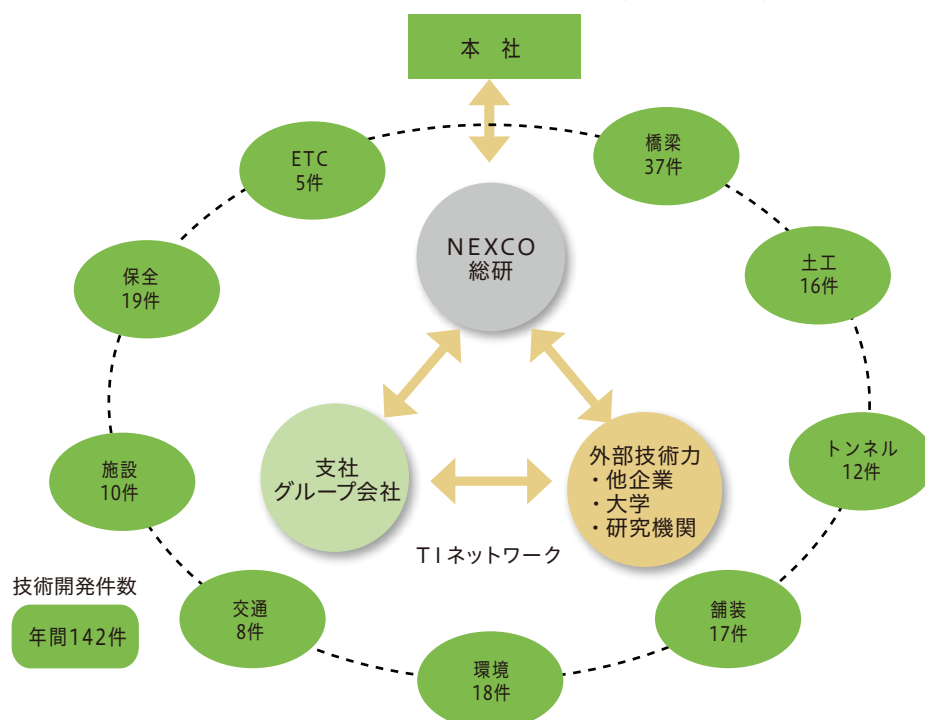 本 社
ETC
5件
橋梁
37件
NEXCO
総研
保全
19件
土工
16件
支社
グループ会社
外部技術力
・他企業
・大学
・研究機関
施設
10件
トンネル
12件
TIネットワーク
技術開発件数
年間142件
交通
8件
舗装
17件
環境
18件